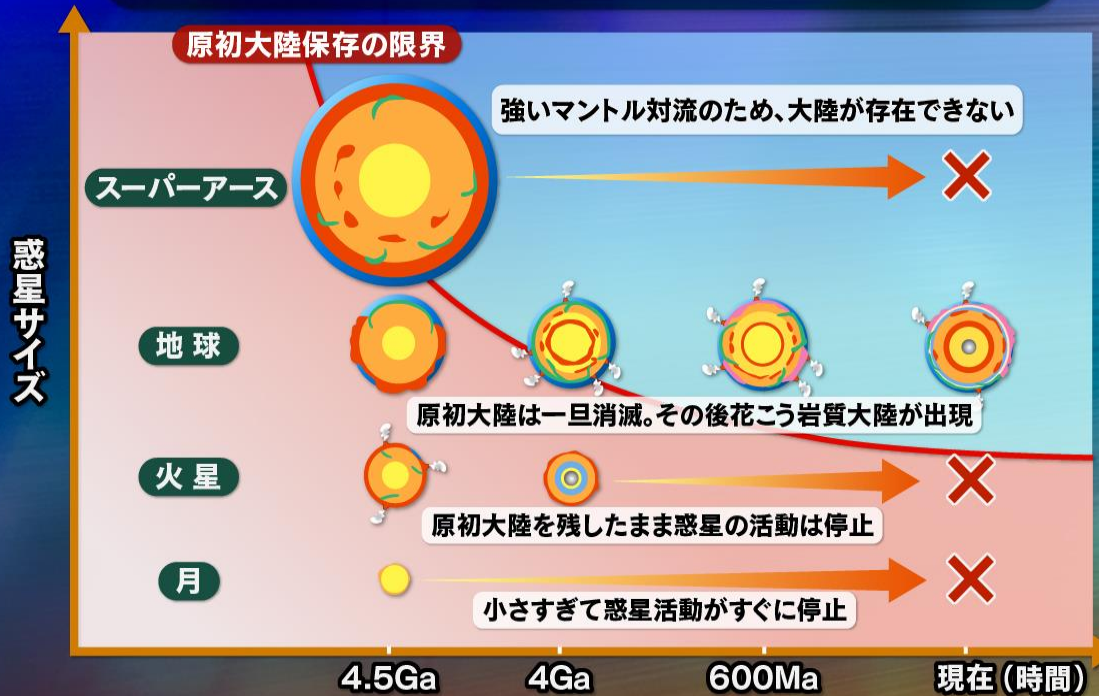 原初大陸保存の限界
強いマントル対流のため、大陸が存在できない
スーパーアース
惑星サイズ
地球
原初大陸は一旦消滅。その後花こう岩質大陸が出現
火星
原初大陸を残したまま惑星の活動は停止
月
小さすぎて惑星活動がすぐに停止
4.5Ga
4Ga
600Ma
現在(時間)